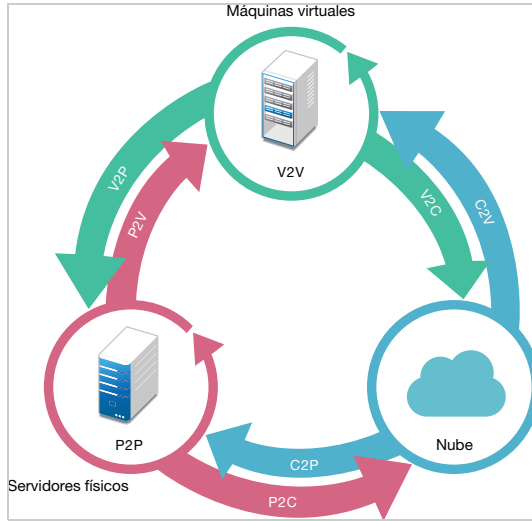 Máquinas virtuales
V2V
V2P
P2V
V2C
C2V
P2P
Nube
C2P
Servidores físicos
P2C